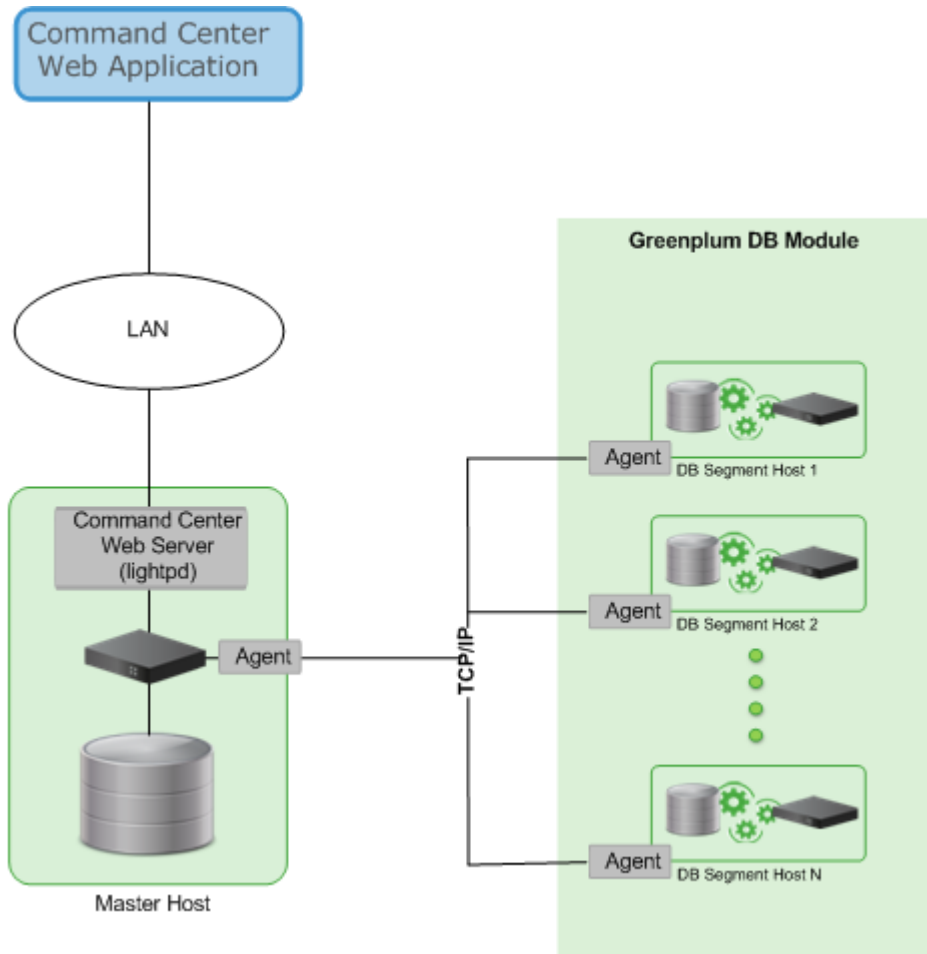 Command Center
Web Application
LAN
Greenplum DB Module
Agent
DB Segment Host 1
Command Center
Web Server
(lightpd)
Agent
DB Segment Host 2
Agent
TCP/IP
Agent
DB Segment Host N
Master Host